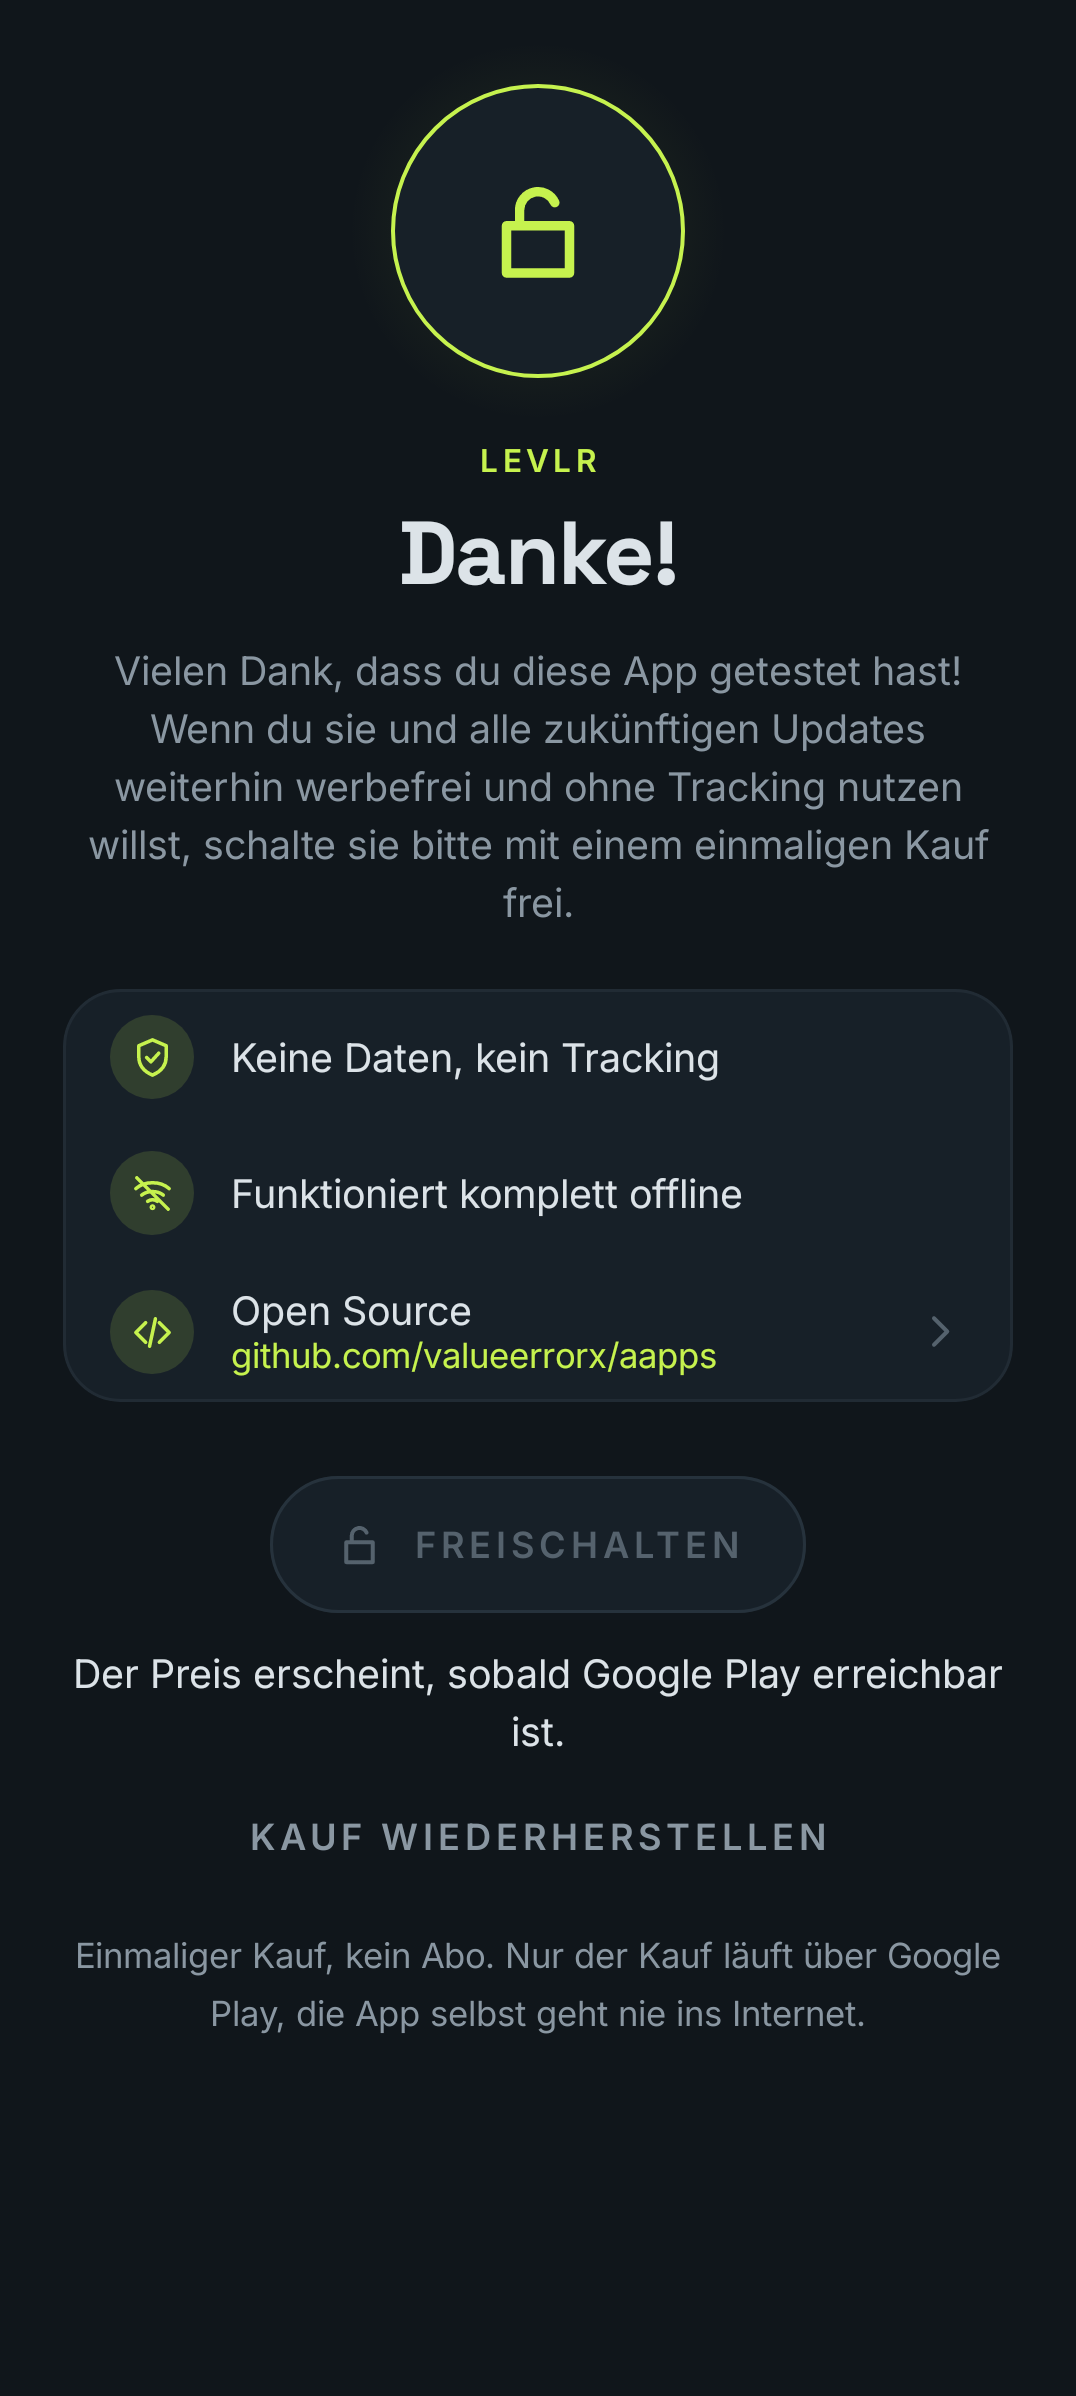 LEVLR
Danke!
Vielen Dank, dass du diese App getestet hast!
Wenn du sie und alle zukünftigen Updates
weiterhin werbefrei und ohne Tracking nutzen
willst, schalte sie bitte mit einem einmaligen Kauf
frei.
Keine Daten, kein Tracking
Funktioniert komplett offline
Open Source
github.com/valueerrorx/aapps
FREISCHALTEN
Der Preis erscheint, sobald Google Play erreichbar
ist.
KAUF WIEDERHERSTELLEN
Einmaliger Kauf, kein Abo. Nur der Kauf läuft über Google
Play, die App selbst geht nie ins Internet.